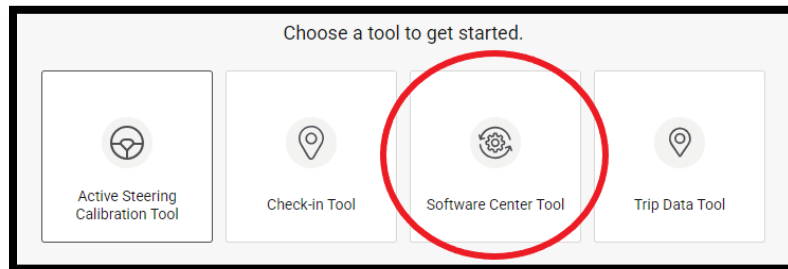 Choose a tool to get started.
Active Steering
Calibration Tool
Check-in Tool
Software Center Tool
Trip Data Tool